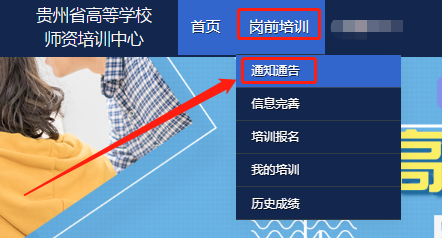 贵州省高等学校
师资培训中心
首页
岗前培训
通知通告
信息完善
培训报名
我的培训
历史成绩
高